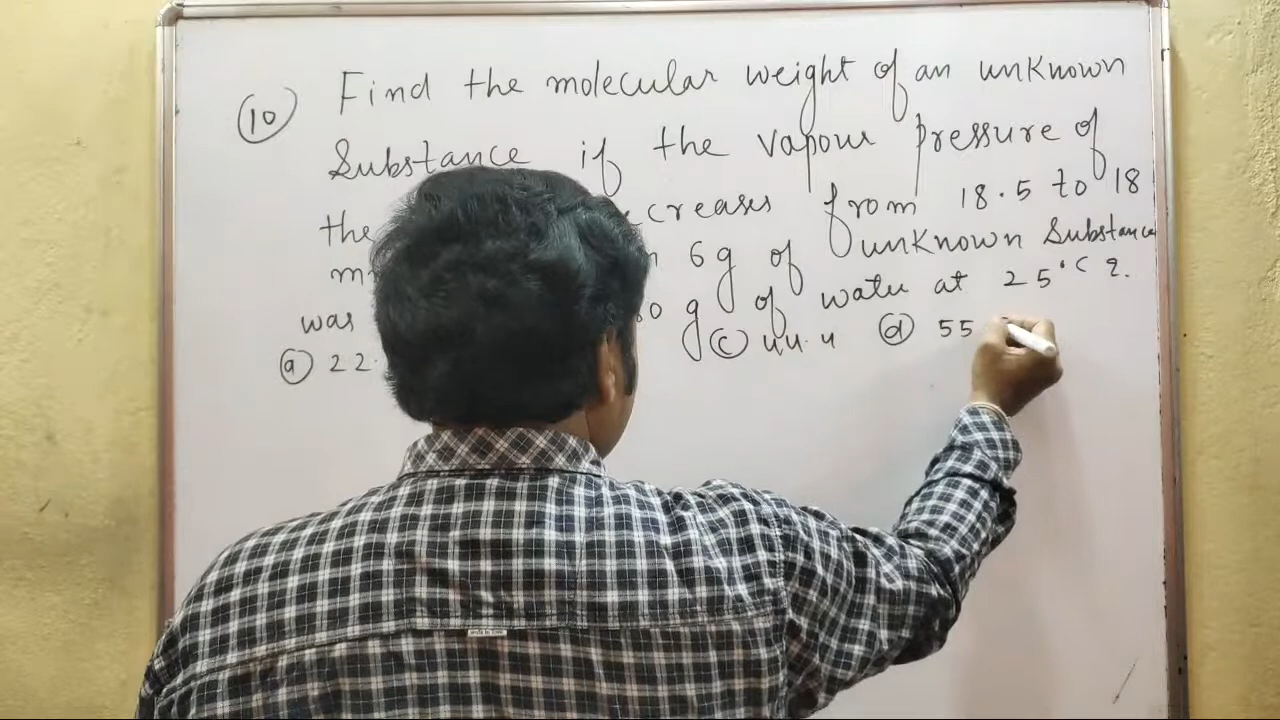 10 Find the molecular weight of an unknown
Substance if the vapour pressure of
the creases from 18.5 to 18
6g of unknown Substance
was 0 g of water at 25°C ?.
a 22. c 44.4 d 55